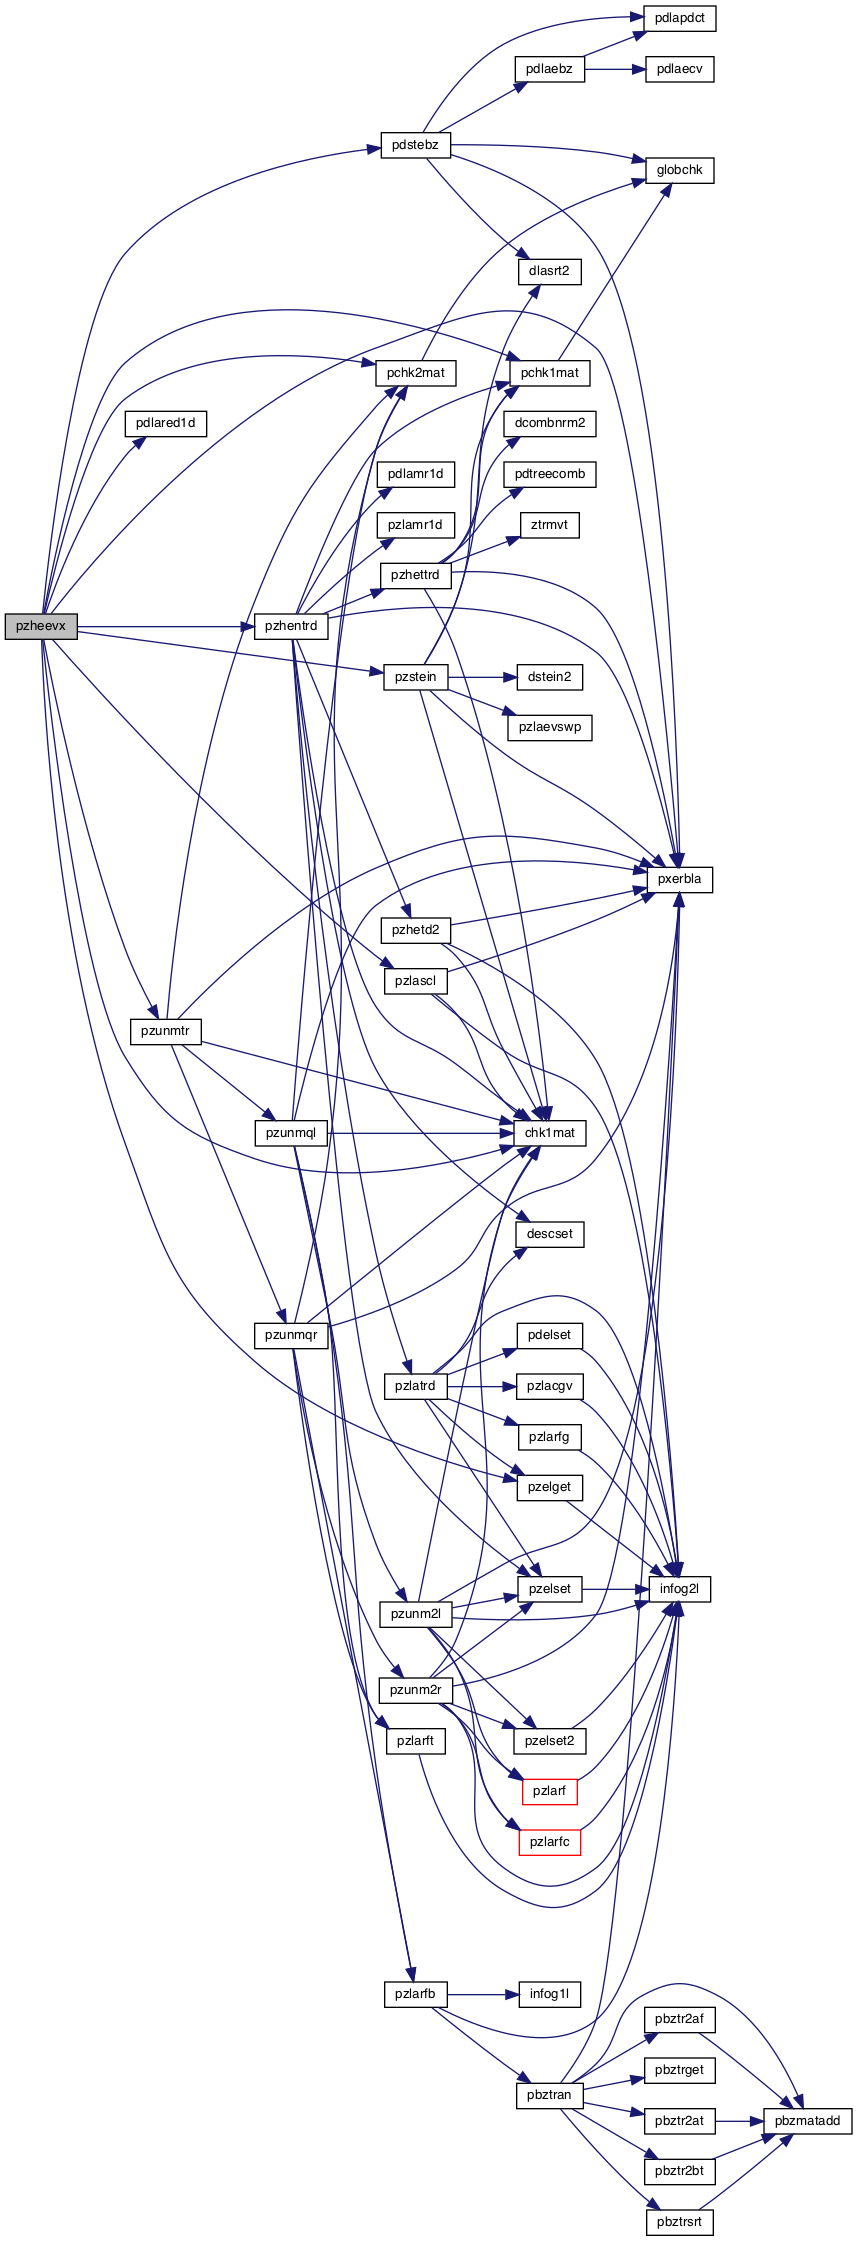 pdlapdct
pdlaebz
pdlaecv
pdstebz
globchk
dlasrt2
pchk2mat
pchk1mat
pdlared1d
dcombnrm2
pdlamr1d
pdtreecomb
pzlamr1d
ztrmvt
pzhettrd
pzheevx
pzhentrd
pzstein
dstein2
pzlaevswp
pxerbla
pzhetd2
pzlascl
pzunmtr
pzunmql
chk1mat
descset
pzunmqr
pdelset
pzlatrd
pzlacgv
pzlarfg
pzelget
pzelset
infog2l
pzunm2l
pzunm2r
pzlarft
pzelset2
pzlarf
pzlarfc
pzlarfb
infog1l
pbztr2af
pbztrget
pbztran
pbztr2at
pbzmatadd
pbztr2bt
pbztrsrt